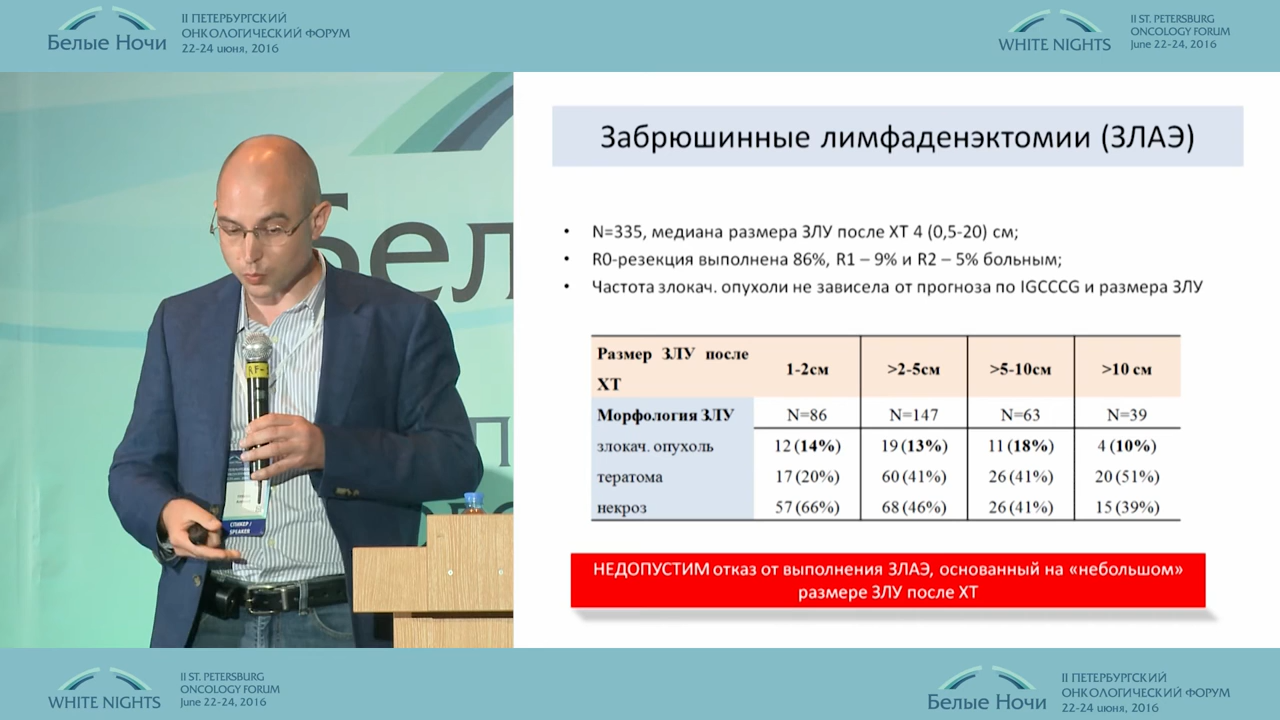 Белые Ночи
II ПЕТЕРБУРГСКИЙ
ОНКОЛОГИЧЕСКИЙ ФОРУМ
22-24 июня, 2016
WHITE NIGHTS
II ST. PETERSBURG
ONCOLOGY FORUM
June 22-24, 2016
Бел
СПИКЕР /
SPEAKER
Забрюшинные лимфаденэктомии (ЗЛАЭ)
• N=335, медиана размера ЗЛУ после ХТ 4 (0,5-20) см;
• R0-резекция выполнена 86%, R1 – 9% и R2 – 5% больным;
• Частота злокач. опухоли не зависела от прогноза по IGCCCG и размера ЗЛУ
Размер ЗЛУ после ХТ 1-2см >2-5см >5-10см >10 см
Морфология ЗЛУ N=86 N=147 N=63 N=39
злокач. опухоль 12 (14%) 19 (13%) 11 (18%) 4 (10%)
тератома 17 (20%) 60 (41%) 26 (41%) 20 (51%)
некроз 57 (66%) 68 (46%) 26 (41%) 15 (39%)
НЕДОПУСТИМ отказ от выполнения ЗЛАЭ, основанный на «небольшом»
размере ЗЛУ после ХТ
WHITE NIGHTS
II ST. PETERSBURG
ONCOLOGY FORUM
June 22-24, 2016
Белые Ночи
II ПЕТЕРБУРГСКИЙ
ОНКОЛОГИЧЕСКИЙ ФОРУМ
22-24 июня, 2016